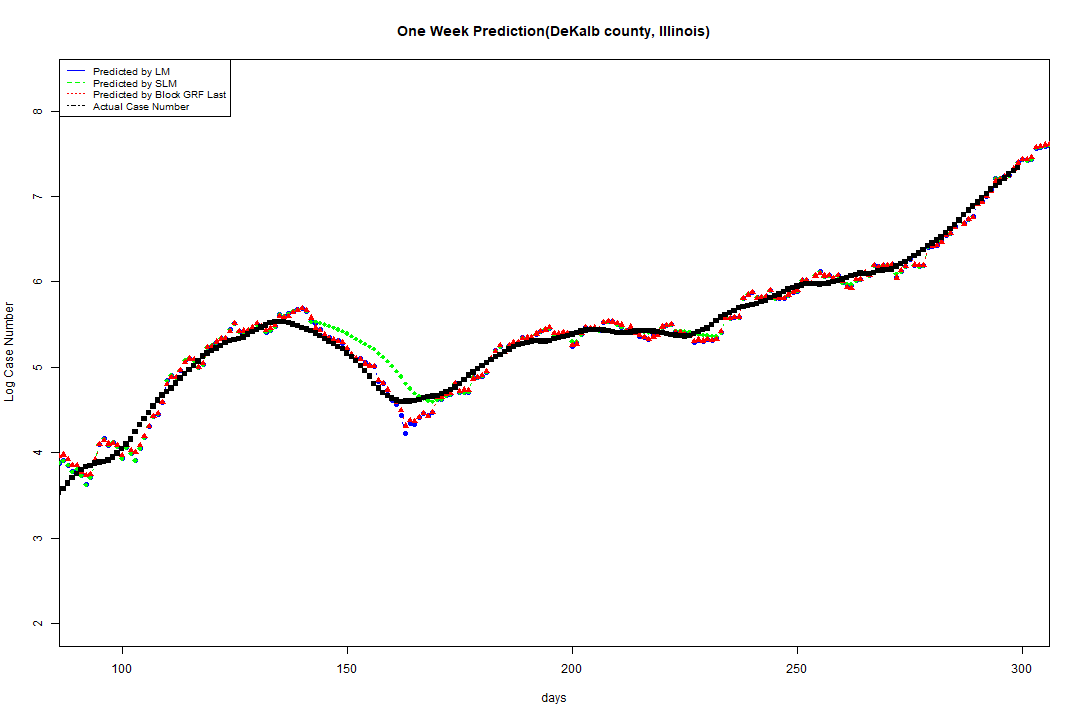 One Week Prediction(DeKalb county, Illinois)
Predicted by LM
Predicted by SLM
Predicted by Block GRF Last
Actual Case Number
8
7
6
5
4
3
2
Log Case Number
100 150 200 250 300
days